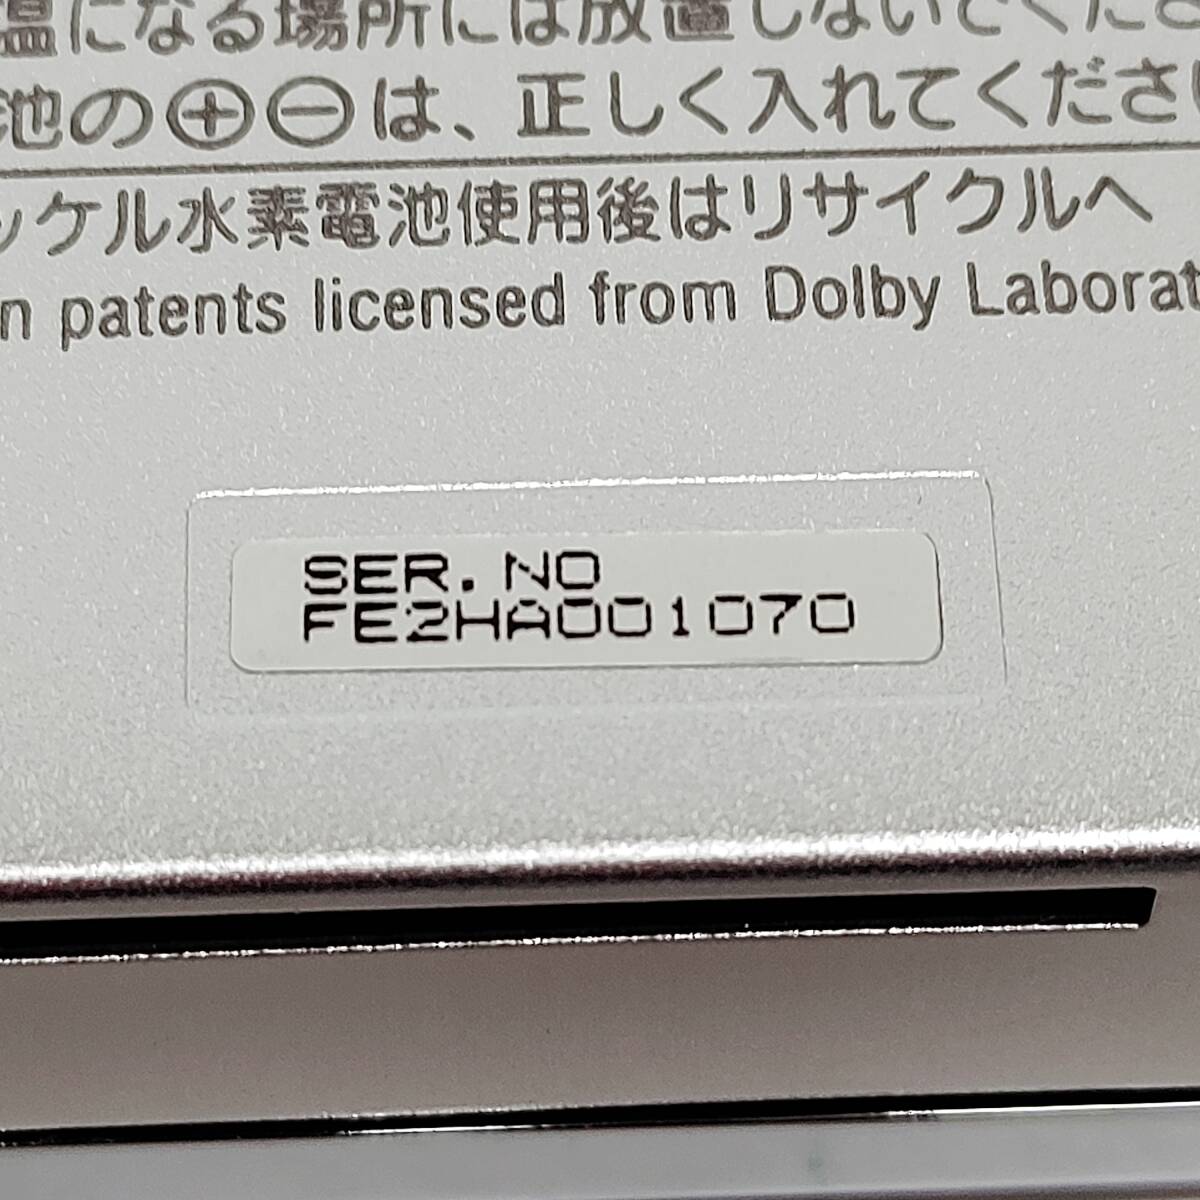 温になる場所には放置しないでくださ
池の⊕⊖は、正しく入れてください
ッケル水素電池使用後はリサイクルへ
n patents licensed from Dolby Laborat
SER. NO
FE2HA001070